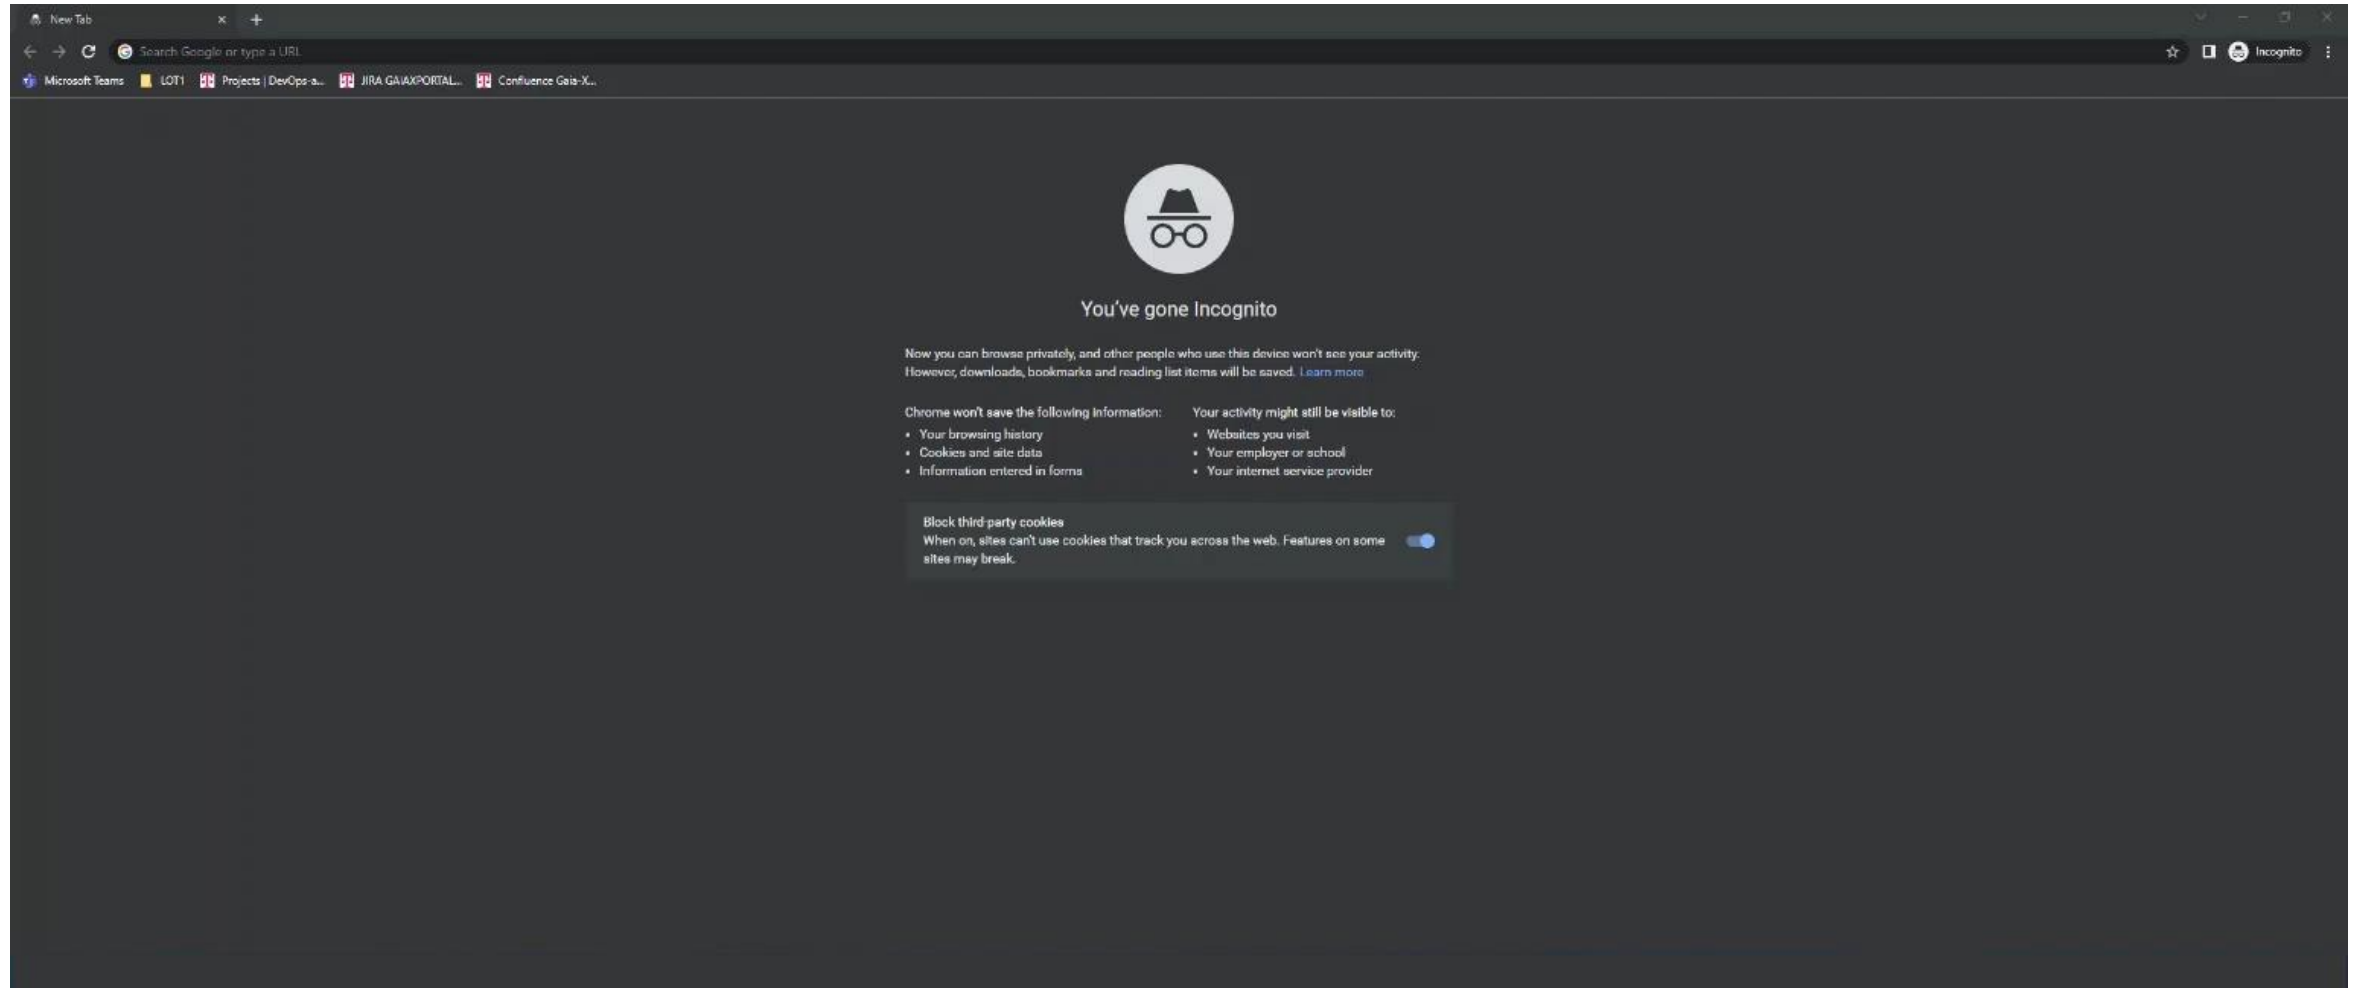 New Tab
Search Google or type a URL
Incognito
Microsoft Teams
LOT1
Projects | DevOps-a...
JIRA GAIAXPORTAL...
Confluence Gaia-X...
You've gone Incognito
Now you can browse privately, and other people who use this device won't see your activity.
However, downloads, bookmarks and reading list items will be saved. Learn more
Chrome won't save the following information:
• Your browsing history
• Cookies and site data
• Information entered in forms
Your activity might still be visible to:
• Websites you visit
• Your employer or school
• Your internet service provider
Block third-party cookies
When on, sites can't use cookies that track you across the web. Features on some
sites may break.